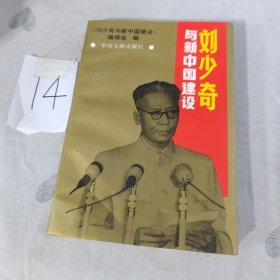 14
《刘少奇与新中国建设》
编辑组 编
中央文献出版社
刘少奇
与新中国建设